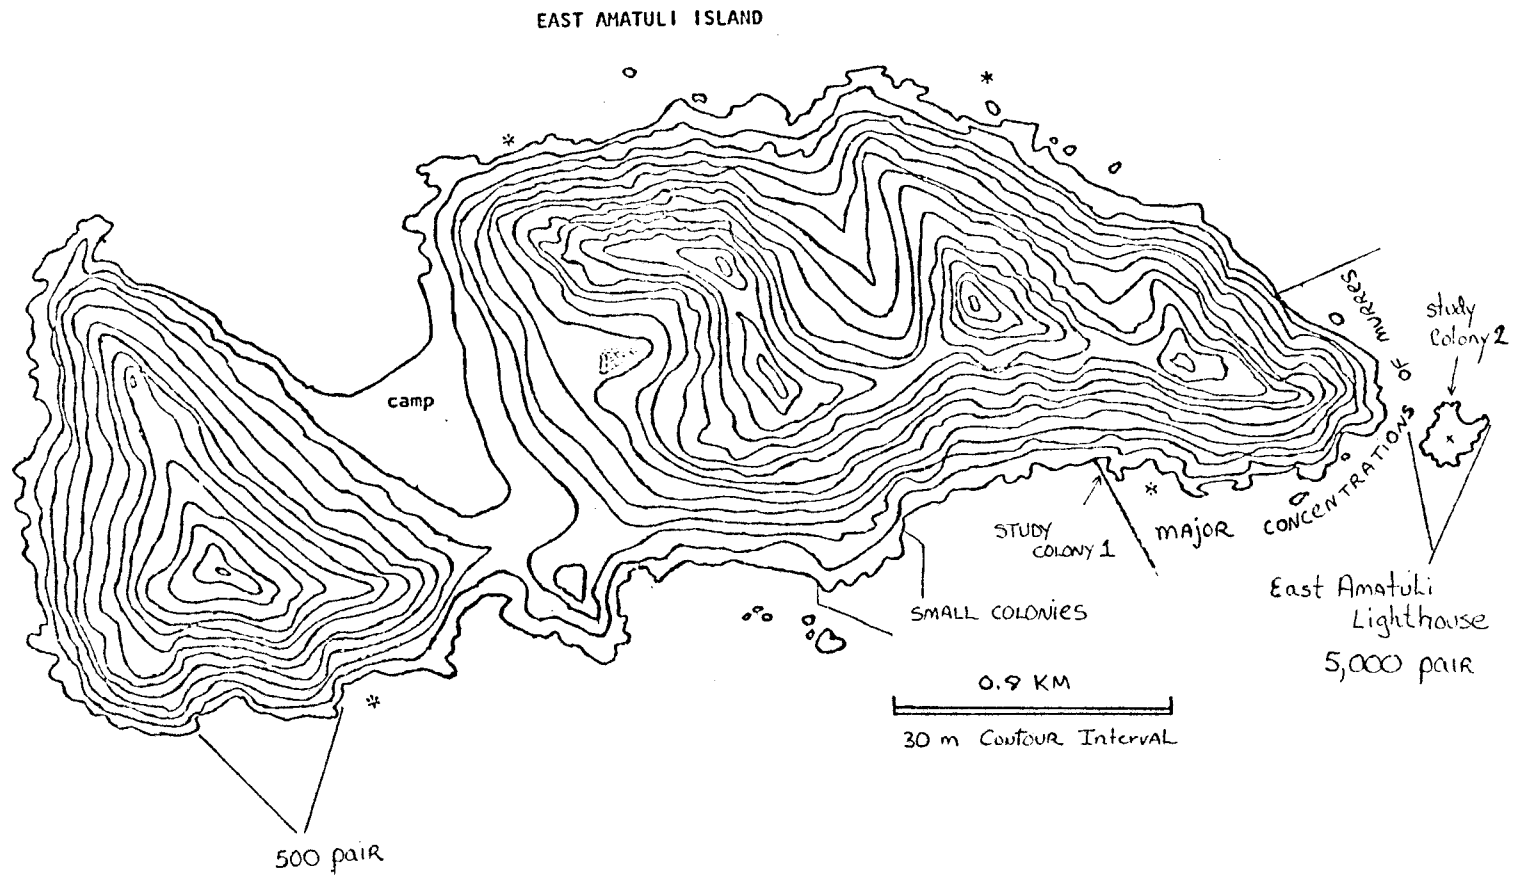 EAST AMATULI ISLAND
*
*
camp
MAJOR CONCENTRATIONS OF MURRES
Study
Colony 2
STUDY
COLONY 1
*
SMALL COLONIES
East Amatuli
Lighthouse
5,000 pair
0.8 KM
30 m Contour Interval
*
500 pair